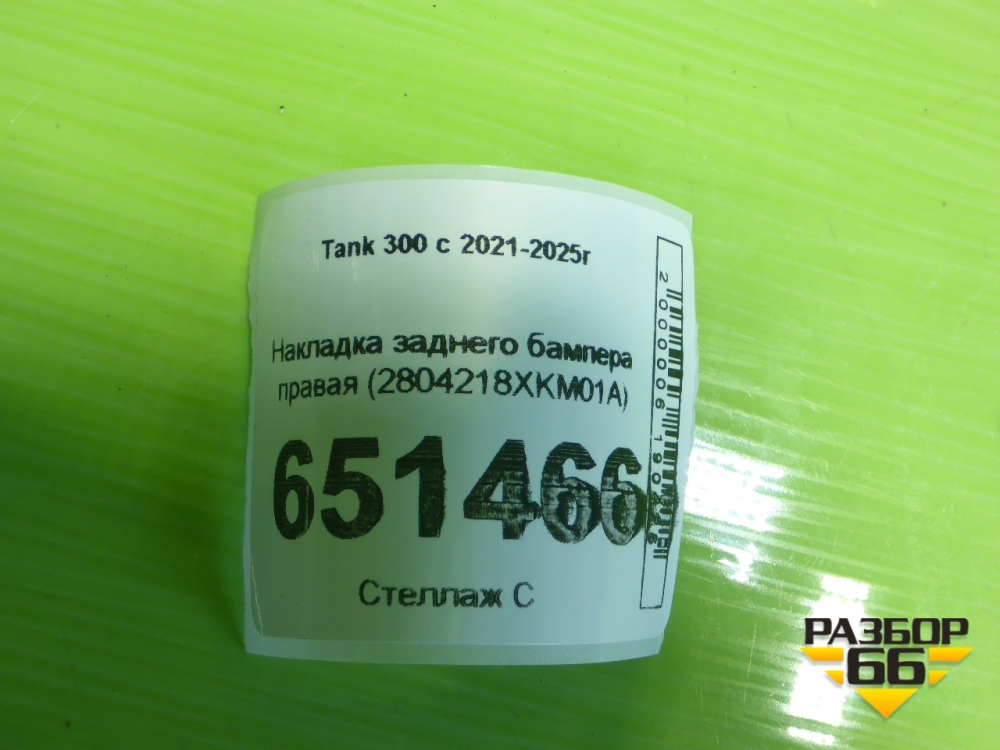 Tank 300 с 2021-2025г
Накладка заднего бампера
правая (2804218XKM01A)
651466
Стеллаж С
РАЗБОР
66